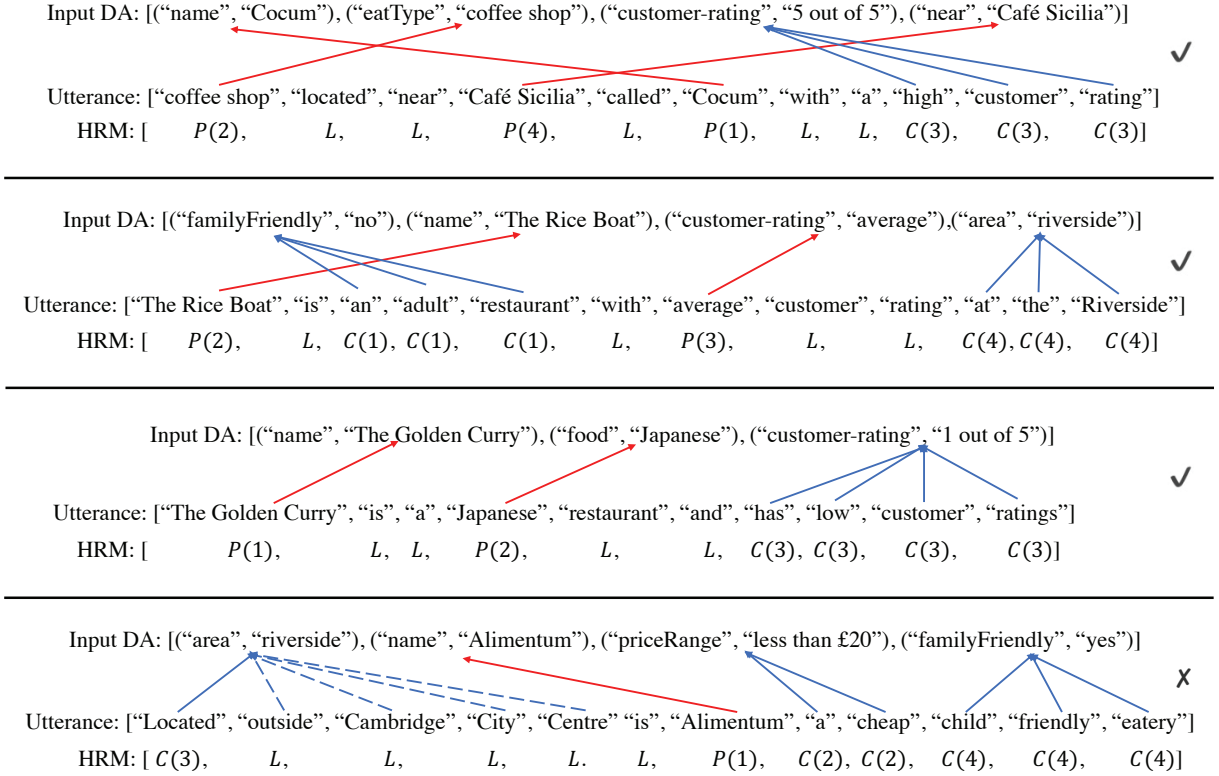 Input DA: [(“name”, “Cocum”), (“eatType”, “coffee shop”), (“customer-rating”, “5 out of 5”), (“near”, “Café Sicilia”)]
✓
Utterance: [“coffee shop”, “located”, “near”, “Café Sicilia”, “called”, “Cocum”, “with”, “a”, “high”, “customer”, “rating”]
HRM: [ P(2), L, L, P(4), L, P(1), L, L, C(3), C(3), C(3)]
Input DA: [(“familyFriendly”, “no”), (“name”, “The Rice Boat”), (“customer-rating”, “average”),(“area”, “riverside”)]
✓
Utterance: [“The Rice Boat”, “is”, “an”, “adult”, “restaurant”, “with”, “average”, “customer”, “rating”, “at”, “the”, “Riverside”]
HRM: [ P(2), L, C(1), C(1), C(1), L, P(3), L, L, C(4), C(4), C(4)]
Input DA: [(“name”, “The Golden Curry”), (“food”, “Japanese”), (“customer-rating”, “1 out of 5”)]
✓
Utterance: [“The Golden Curry”, “is”, “a”, “Japanese”, “restaurant”, “and”, “has”, “low”, “customer”, “ratings”]
HRM: [ P(1), L, L, P(2), L, L, C(3), C(3), C(3), C(3)]
Input DA: [(“area”, “riverside”), (“name”, “Alimentum”), (“priceRange”, “less than £20”), (“familyFriendly”, “yes”)]
✗
Utterance: [“Located”, “outside”, “Cambridge”, “City”, “Centre” “is”, “Alimentum”, “a”, “cheap”, “child”, “friendly”, “eatery”]
HRM: [ C(3), L, L, L, L. L, P(1), C(2), C(2), C(4), C(4), C(4)]